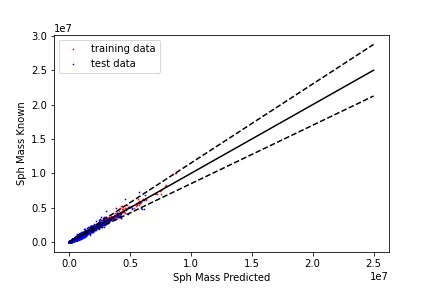 1e7
3.0
2.5
2.0
1.5
1.0
0.5
0.0
Sph Mass Known
training data
test data
0.0 0.5 1.0 1.5 2.0 2.5
1e7
Sph Mass Predicted